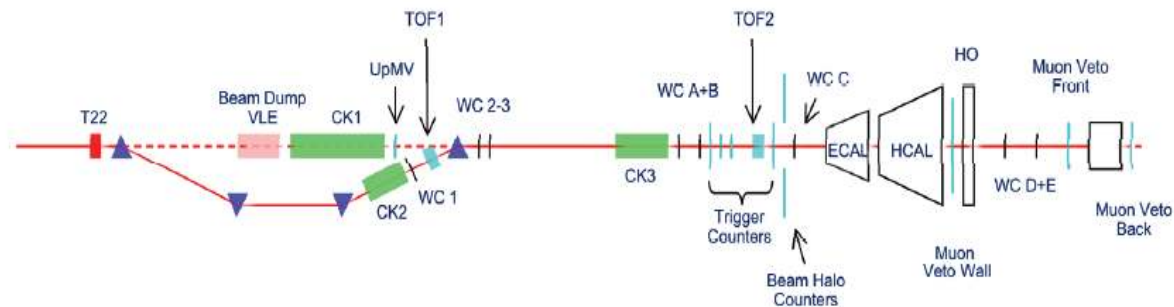 TOF1
TOF2
UpMV
HO
Muon Veto
Front
WC C
WC A+B
WC 2-3
Beam Dump
VLE
CK1
T22
ECAL
HCAL
CK3
WC 1
CK2
WC D+E
Trigger
Counters
Muon Veto
Back
Muon
Veto Wall
Beam Halo
Counters